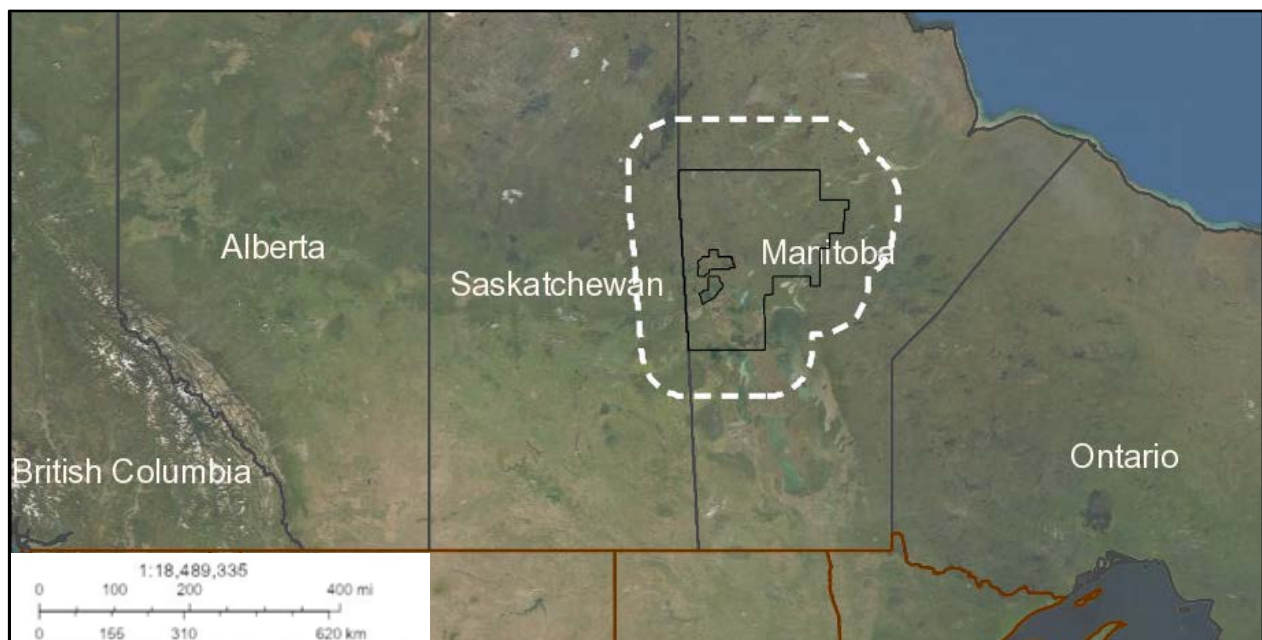 Alberta
Manitoba
Saskatchewan
British Columbia
Ontario
1:18,489,335
0 100 200 400 mi
0 155 310 620 km